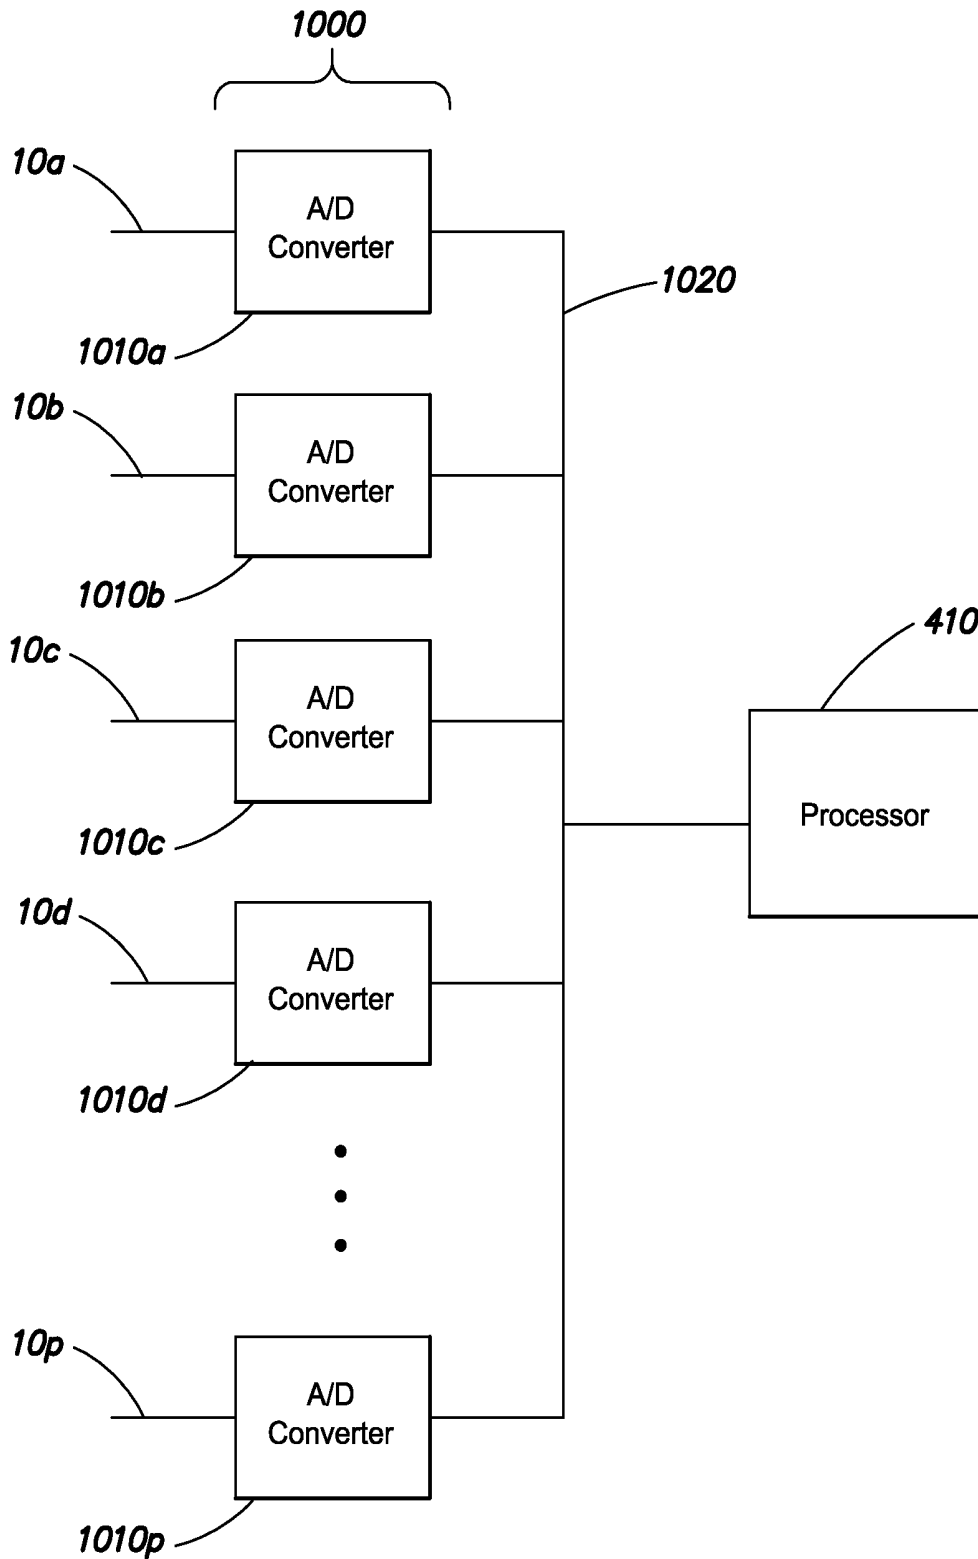 1000
10a
A/D
Converter
1020
1010a
10b
A/D
Converter
1010b
410
10c
A/D
Converter
Processor
1010c
10d
A/D
Converter
1010d
10p
A/D
Converter
1010p